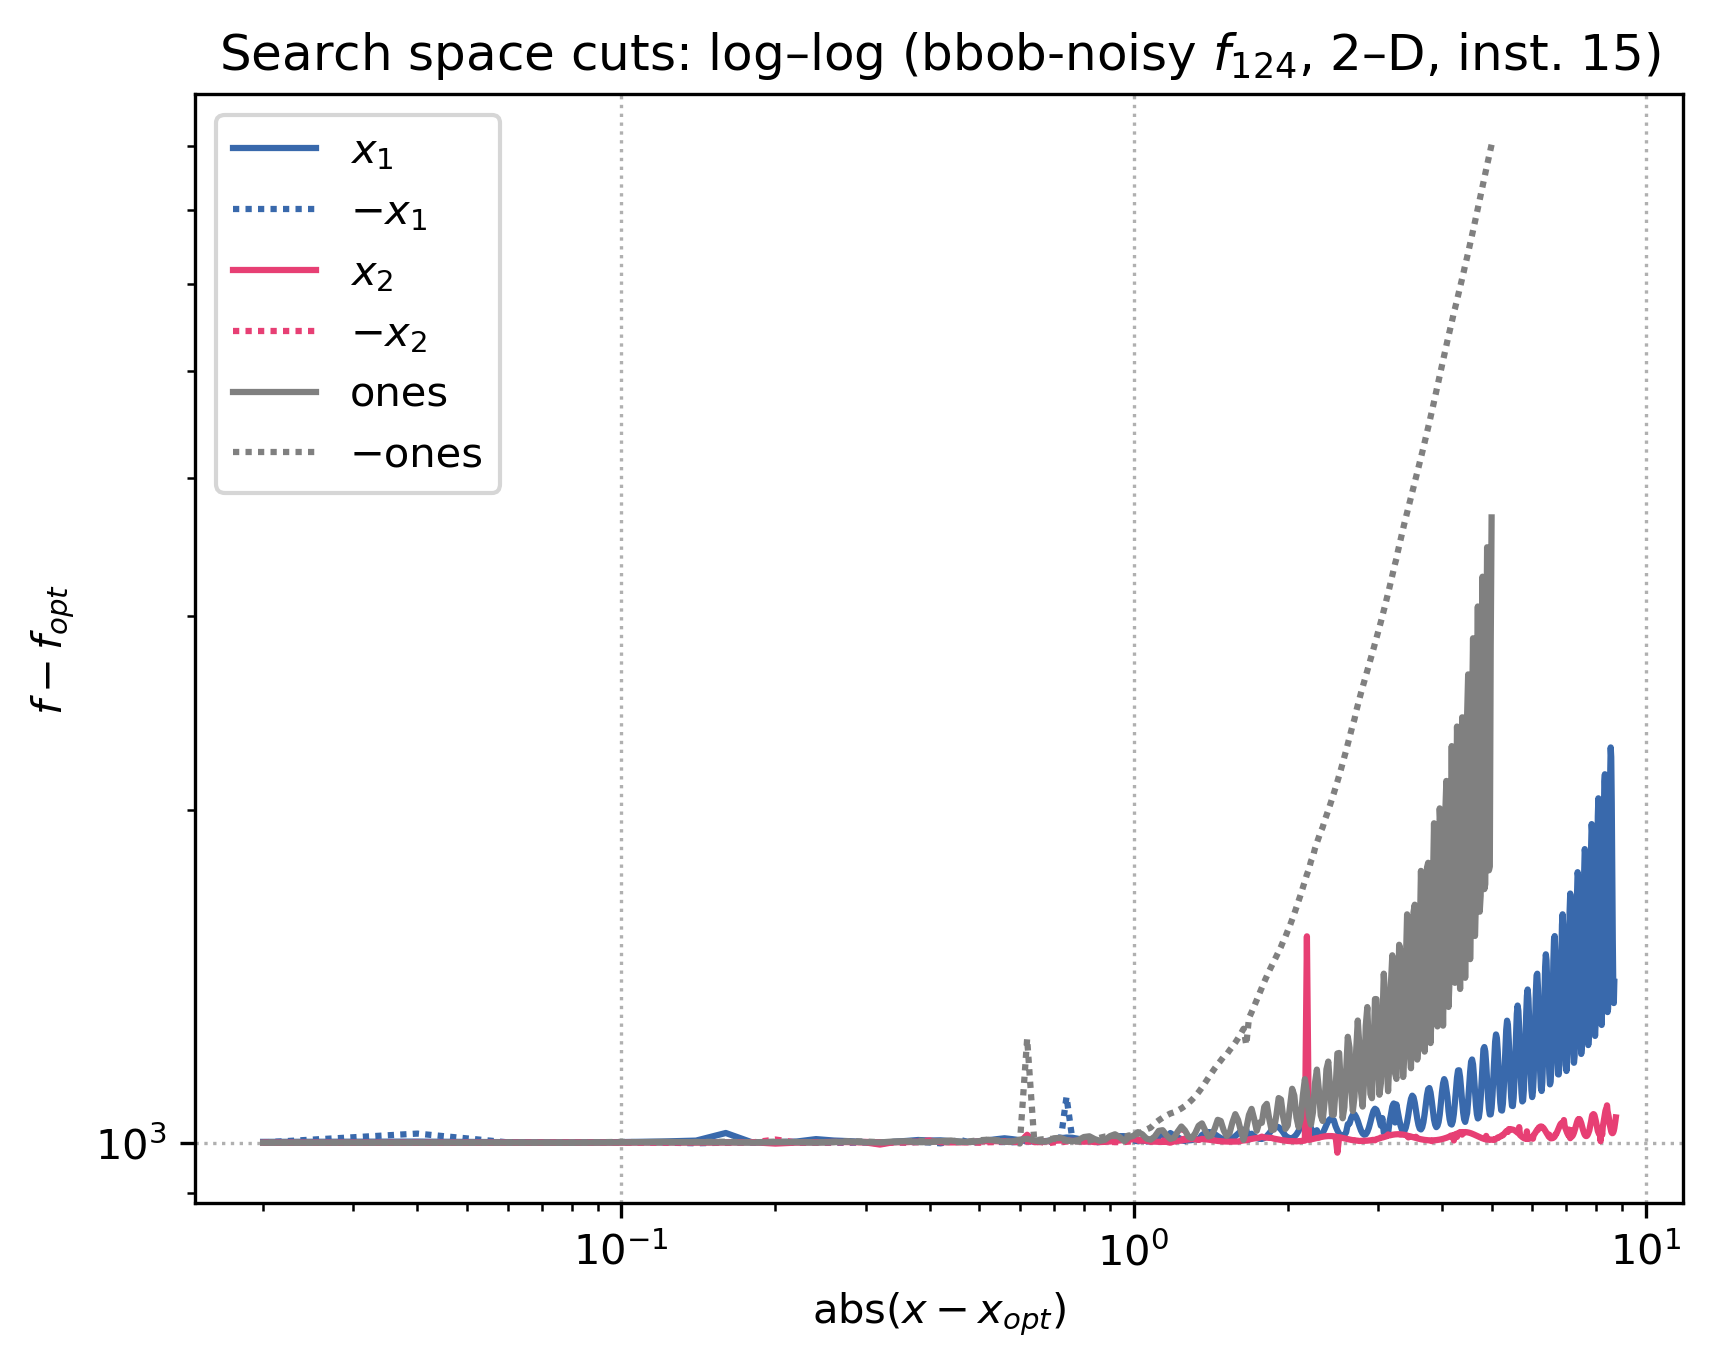 Search space cuts: log–log (bbob-noisy f₁₂₄, 2–D, inst. 15)
x₁
−x₁
x₂
−x₂
ones
−ones
f − fₒₚₜ
10³
10⁻¹
10⁰
10¹
abs(x − xₒₚₜ)